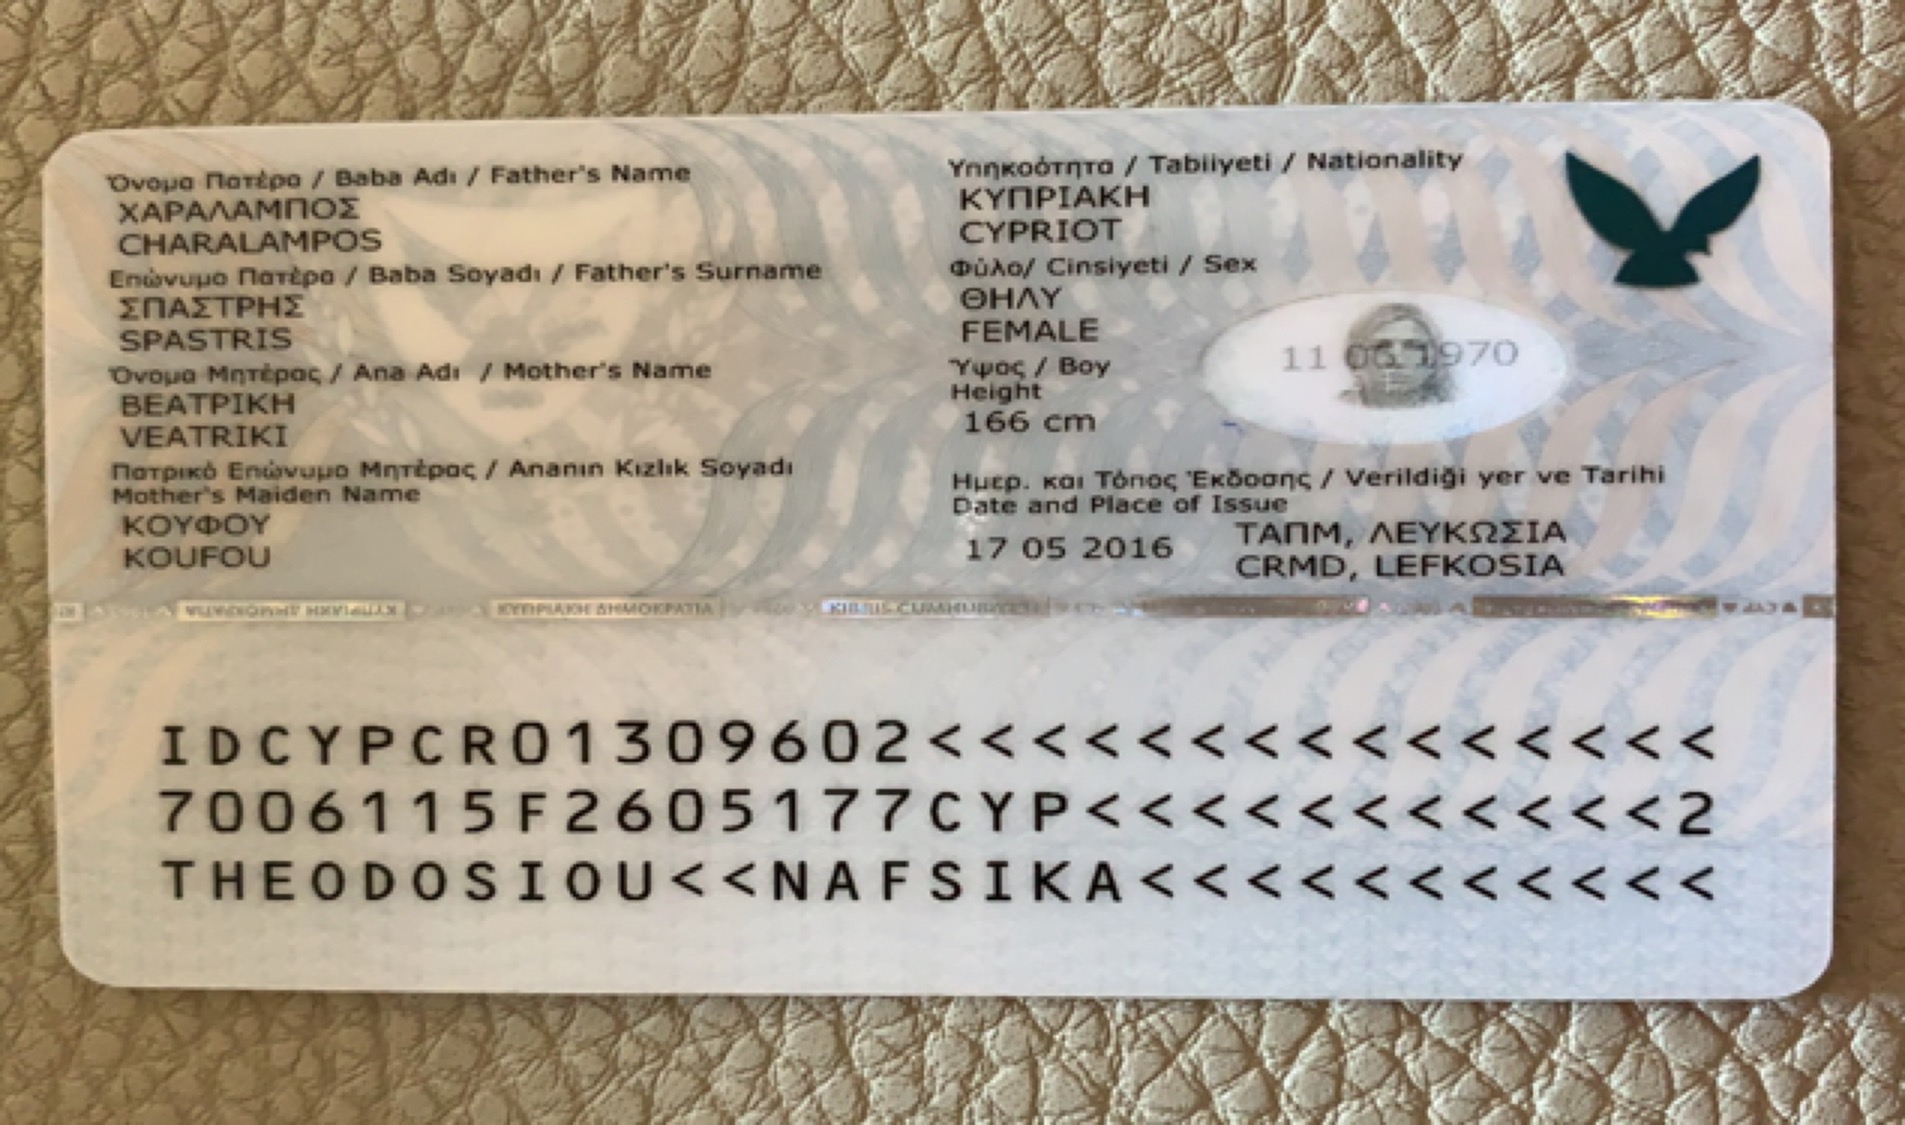 Όνομα Πατέρα / Baba Adı / Father's Name
ΧΑΡΑΛΑΜΠΟΣ
CHARALAMPOS
Επώνυμο Πατέρα / Baba Soyadı / Father's Surname
ΣΠΑΣΤΡΗΣ
SPASTRIS
Όνομα Μητέρας / Ana Adı / Mother's Name
ΒΕΑΤΡΙΚΗ
VEATRIKI
Πατρικό Επώνυμο Μητέρας / Ananın Kızlık Soyadı
Mother's Maiden Name
ΚΟΥΦΟΥ
KOUFOU
Υπηκοότητα / Tabiiyeti / Nationality
ΚΥΠΡΙΑΚΗ
CYPRIOT
Φύλο/ Cinsiyeti / Sex
ΘΗΛΥ
FEMALE
Ύψος / Boy
Height
166 cm
11 06 1970
Ημερ. και Τόπος Έκδοσης / Verildiği yer ve Tarihi
Date and Place of Issue
17 05 2016
ΤΑΠΜ, ΛΕΥΚΩΣΙΑ
CRMD, LEFKOSIA
ΚΥΠΡΙΑΚΗ ΔΗΜΟΚΡΑΤΙΑ ΚΥΠΡΙΑΚΗ ΔΗΜΟΚΡΑΤΙΑ
IDCYPCR01309602<<<<<<<<<<<<<<<
7006115F2605177CYP<<<<<<<<<<<2
THEODOSIOU<<NAFSIKA<<<<<<<<<<<